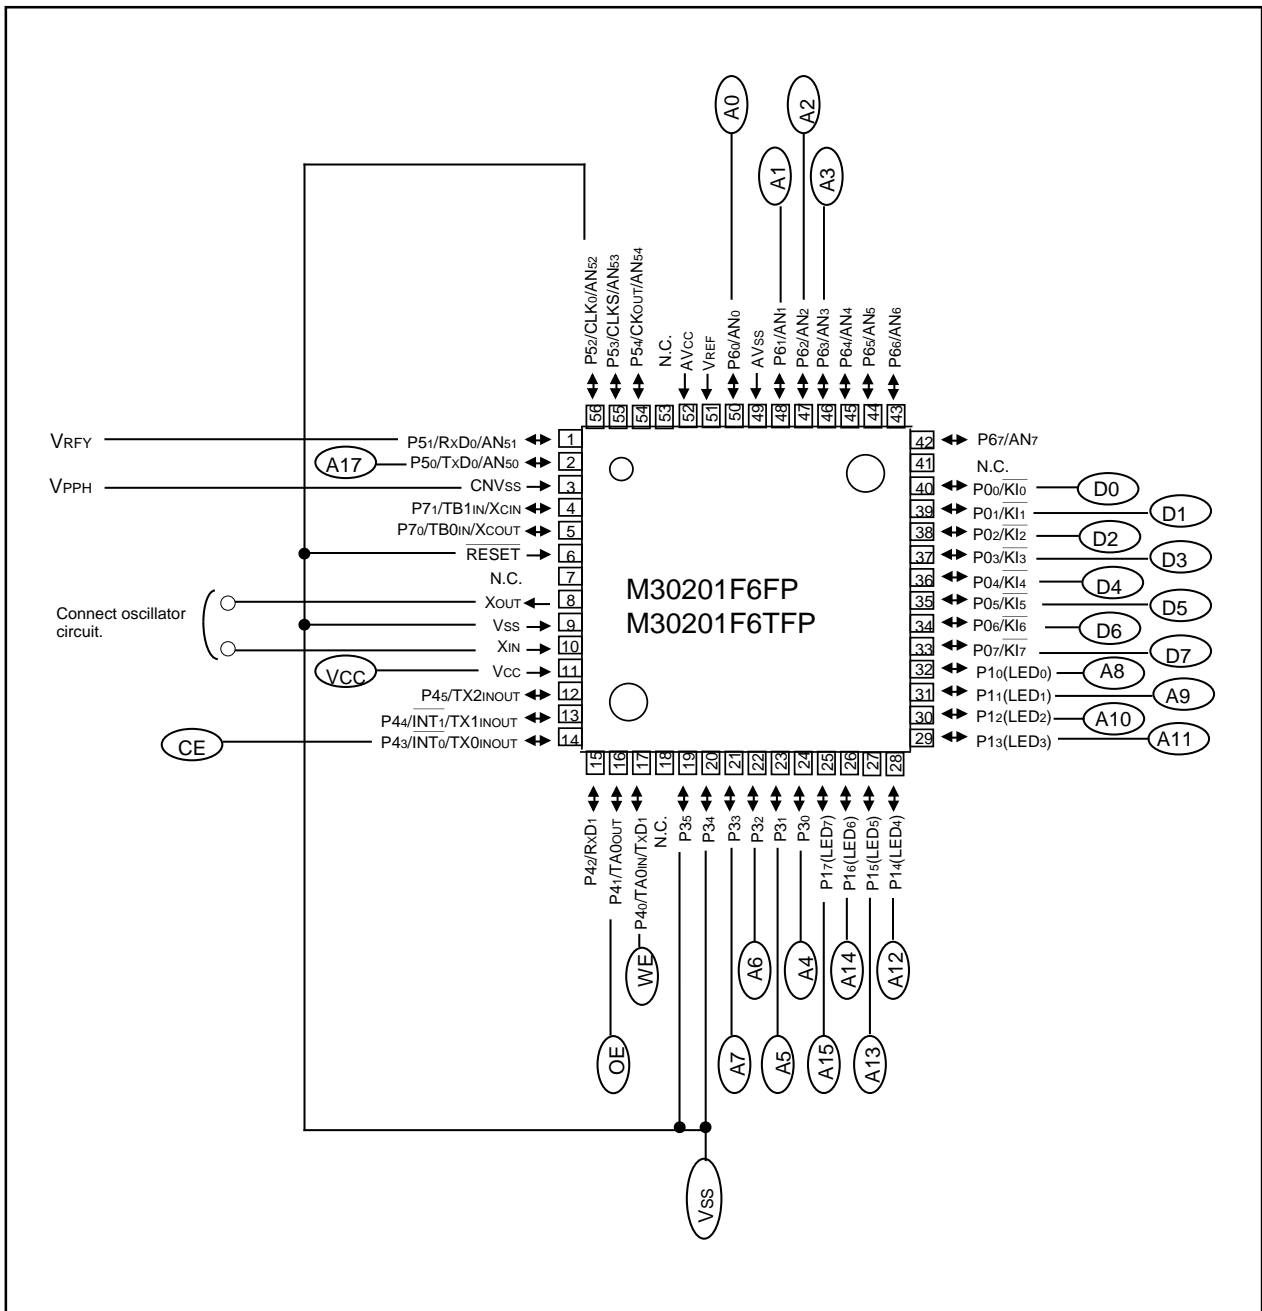 A0
A2
A1
A3
P52/CLK0/AN52
P53/CLKS/AN53
P54/CKOUT/AN54
N.C.
AVCC
VREF
P60/AN0
AVSS
P61/AN1
P62/AN2
P63/AN3
P64/AN4
P65/AN5
P66/AN6
56
55
54
53
52
51
50
49
48
47
46
45
44
43
VRFY
P51/RXD0/AN51
1
A17
P50/TXD0/AN50
2
VPPH
CNVSS
3
P71/TB1IN/XCIN
4
P70/TB0IN/XCOUT
5
RESET
6
N.C.
7
XOUT
8
Connect oscillator
circuit.
VSS
9
XIN
10
VCC
VCC
11
P45/TX2INOUT
12
P44/INT1/TX1INOUT
13
CE
P43/INT0/TX0INOUT
14
M30201F6FP
M30201F6TFP
42
P67/AN7
41
N.C.
40
P00/KI0
D0
39
P01/KI1
D1
38
P02/KI2
D2
37
P03/KI3
D3
36
P04/KI4
D4
35
P05/KI5
D5
34
P06/KI6
D6
33
P07/KI7
D7
32
P10(LED0)
A8
31
P11(LED1)
A9
30
P12(LED2)
A10
29
P13(LED3)
A11
15
16
17
18
19
20
21
22
23
24
25
26
27
28
P42/RXD1
P41/TA0OUT
P40/TA0IN/TXD1
N.C.
P35
P34
P33
P32
P31
P30
P17(LED7)
P16(LED6)
P15(LED5)
P14(LED4)
WE
A6
A4
A14
A12
OE
A7
A5
A15
A13
VSS